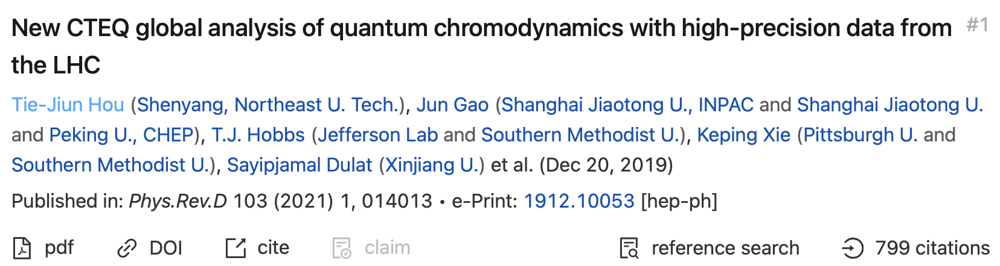 New CTEQ global analysis of quantum chromodynamics with high-precision data from #1
the LHC
Tie-Jiun Hou (Shenyang, Northeast U. Tech.), Jun Gao (Shanghai Jiaotong U., INPAC and Shanghai Jiaotong U.
and Peking U., CHEP), T.J. Hobbs (Jefferson Lab and Southern Methodist U.), Keping Xie (Pittsburgh U. and
Southern Methodist U.), Sayipjamal Dulat (Xinjiang U.) et al. (Dec 20, 2019)
Published in: Phys.Rev.D 103 (2021) 1, 014013 • e-Print: 1912.10053 [hep-ph]
pdf DOI cite claim reference search 799 citations